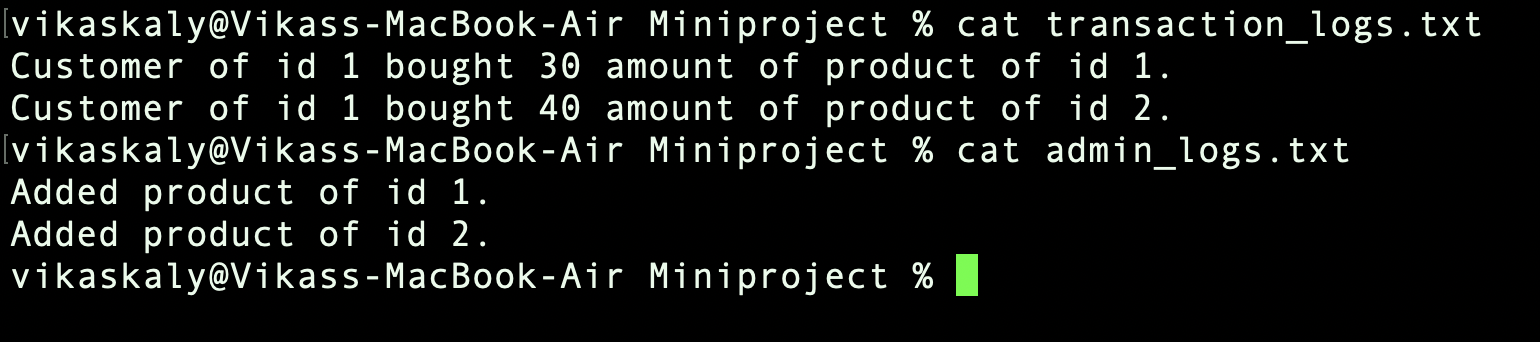 [vikaskaly@Vikass-MacBook-Air Miniproject % cat transaction_logs.txt
Customer of id 1 bought 30 amount of product of id 1.
Customer of id 1 bought 40 amount of product of id 2.
[vikaskaly@Vikass-MacBook-Air Miniproject % cat admin_logs.txt
Added product of id 1.
Added product of id 2.
vikaskaly@Vikass-MacBook-Air Miniproject %